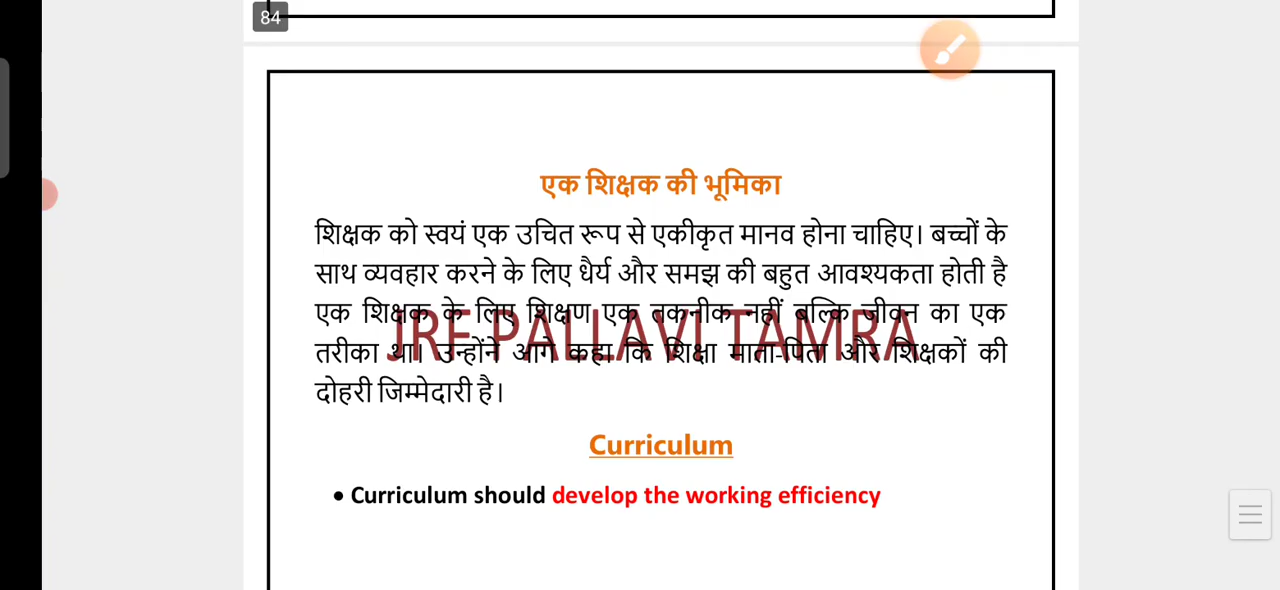 84
एक शिक्षक की भूमिका
शिक्षक को स्वयं एक उचित रूप से एकीकृत मानव होना चाहिए। बच्चों के
साथ व्यवहार करने के लिए धैर्य और समझ की बहुत आवश्यकता होती है
एक शिक्षक के लिए शिक्षण एक तकनीक नहीं बल्कि जीवन का एक
JRF PALLAVI TAMRA
तरीका था। उन्होंने आगे कहा कि शिक्षा माता-पिता और शिक्षकों की
दोहरी जिम्मेदारी है।
Curriculum
• Curriculum should develop the working efficiency